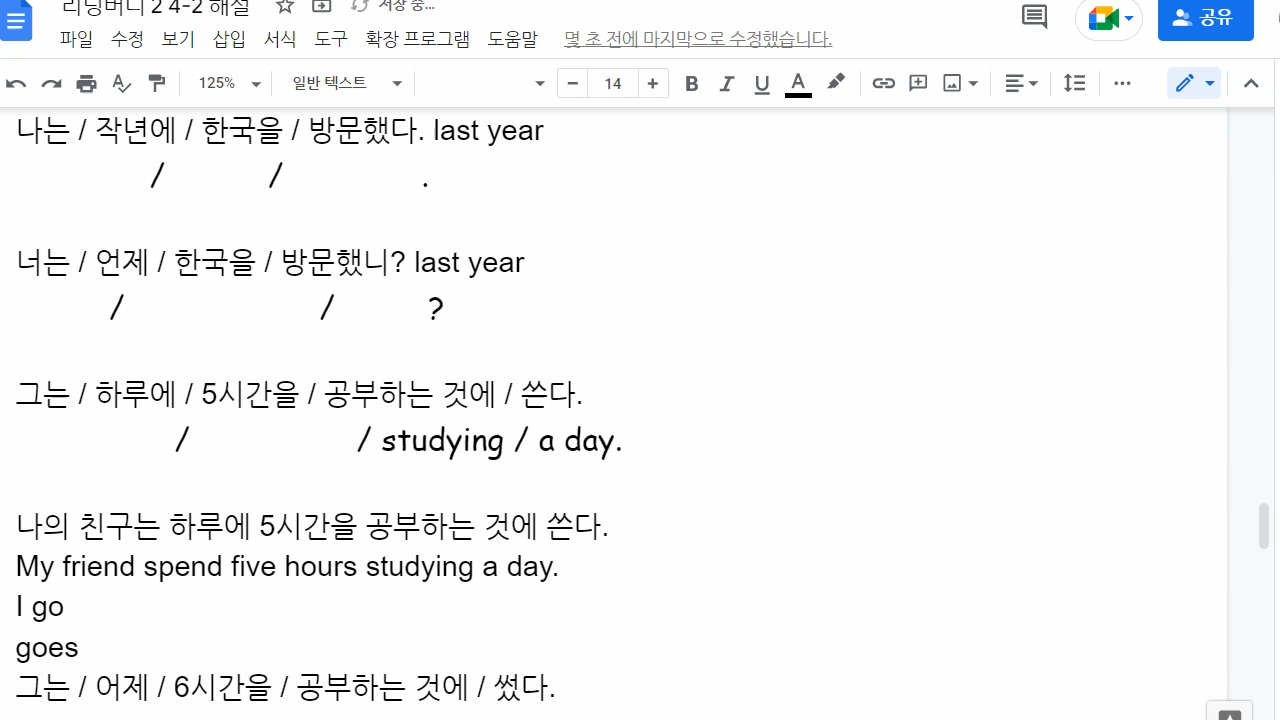 리딩버디 2 4-2 해설 저장 중...
파일 수정 보기 삽입 서식 도구 확장 프로그램 도움말 몇 초 전에 마지막으로 수정했습니다.
공유
125% 일반 텍스트 − 14 + B I U A
나는 / 작년에 / 한국을 / 방문했다. last year
/ / .
너는 / 언제 / 한국을 / 방문했니? last year
/ / ?
그는 / 하루에 / 5시간을 / 공부하는 것에 / 쓴다.
/ / studying / a day.
나의 친구는 하루에 5시간을 공부하는 것에 쓴다.
My friend spend five hours studying a day.
I go
goes
그는 / 어제 / 6시간을 / 공부하는 것에 / 썼다.